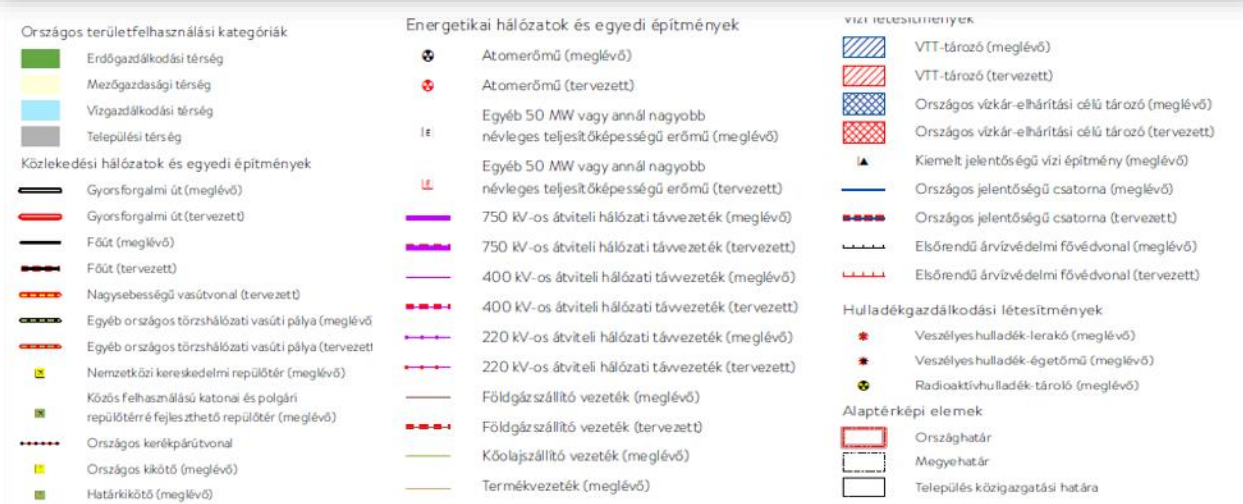 Országos területfelhasználási kategóriák
Erdőgazdálkodási térség
Mezőgazdasági térség
Vízgazdálkodási térség
Települési térség
Közlekedési hálózatok és egyedi építmények
Gyorsforgalmi út (meglévő)
Gyorsforgalmi út (tervezett)
Főút (meglévő)
Főút (tervezett)
Nagysebességű vasútvonal (tervezett)
Egyéb országos törzshálózati vasúti pálya (meglévő
Egyéb országos törzshálózati vasúti pálya (tervezett
Nemzetközi kereskedelmi repülőtér (meglévő)
Közös felhasználású katonai és polgári
repülőtérré fejleszthető repülőtér (meglévő)
Országos kerékpárútvonal
Országos kikötő (meglévő)
Határkikötő (meglévő)
Energetikai hálózatok és egyedi építmények
Atomerőmű (meglévő)
Atomerőmű (tervezett)
Egyéb 50 MW vagy annál nagyobb
névleges teljesítőképességű erőmű (meglévő)
Egyéb 50 MW vagy annál nagyobb
névleges teljesítőképességű erőmű (tervezett)
750 kV-os átviteli hálózati távvezeték (meglévő)
750 kV-os átviteli hálózati távvezeték (tervezett)
400 kV-os átviteli hálózati távvezeték (meglévő)
400 kV-os átviteli hálózati távvezeték (tervezett)
220 kV-os átviteli hálózati távvezeték (meglévő)
220 kV-os átviteli hálózati távvezeték (tervezett)
Földgázszállító vezeték (meglévő)
Földgázszállító vezeték (tervezett)
Kőolajszállító vezeték (meglévő)
Termékvezeték (meglévő)
Vízi létesítmények
VTT-tározó (meglévő)
VTT-tározó (tervezett)
Országos vízkár-elhárítási célú tározó (meglévő)
Országos vízkár-elhárítási célú tározó (tervezett)
Kiemelt jelentőségű vízi építmény (meglévő)
Országos jelentőségű csatorna (meglévő)
Országos jelentőségű csatorna (tervezett)
Elsőrendű árvízvédelmi fővédvonal (meglévő)
Elsőrendű árvízvédelmi fővédvonal (tervezett)
Hulladékgazdálkodási létesítmények
Veszélyeshulladék-lerakó (meglévő)
Veszélyeshulladék-égetőmű (meglévő)
Radioaktívhulladék-tároló (meglévő)
Alaptérképi elemek
Országhatár
Megyehatár
Település közigazgatási határa